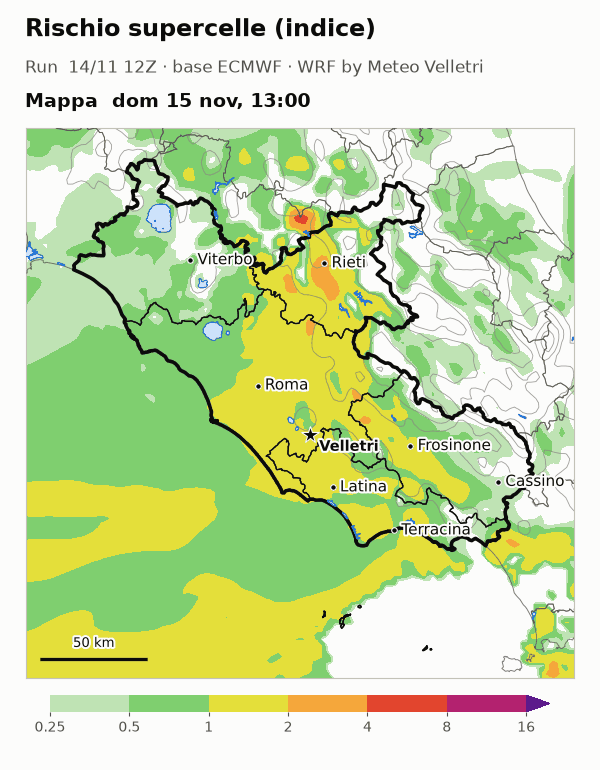 Rischio supercelle (indice)
Run  14/11 12Z · base ECMWF · WRF by Meteo Velletri
Mappa  dom 15 nov, 13:00
Viterbo
Rieti
Roma
Velletri
Frosinone
Cassino
Latina
Terracina
50 km
0.25 0.5 1 2 4 8 16